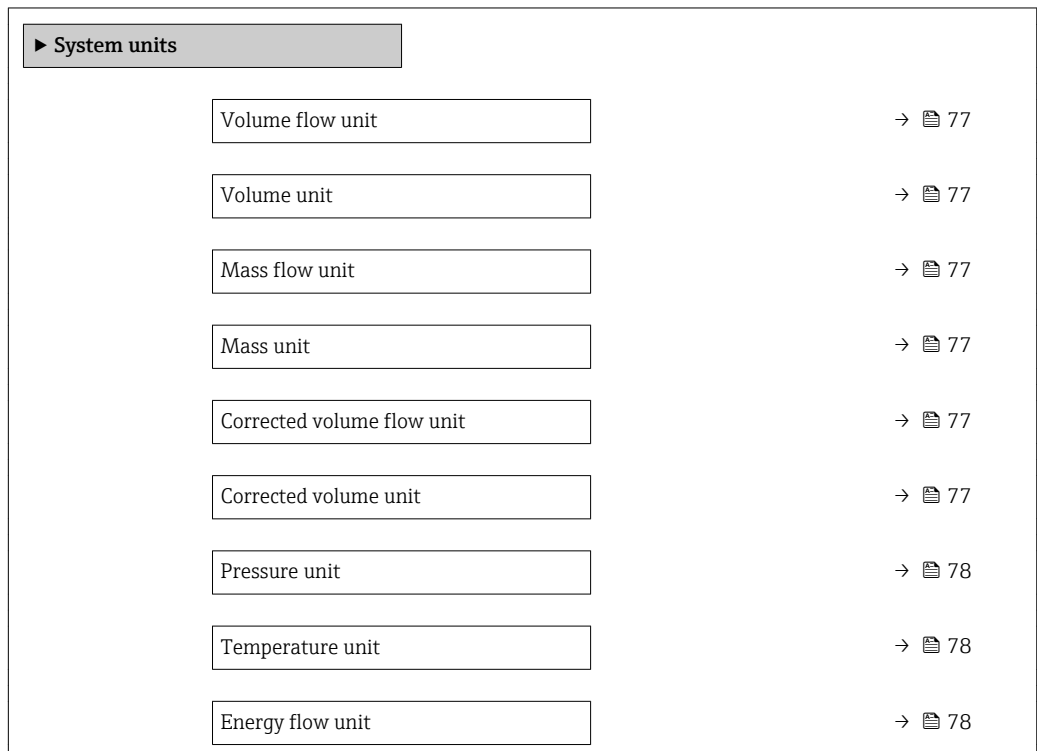 ▶ System units
Volume flow unit → 77
Volume unit → 77
Mass flow unit → 77
Mass unit → 77
Corrected volume flow unit → 77
Corrected volume unit → 77
Pressure unit → 78
Temperature unit → 78
Energy flow unit → 78